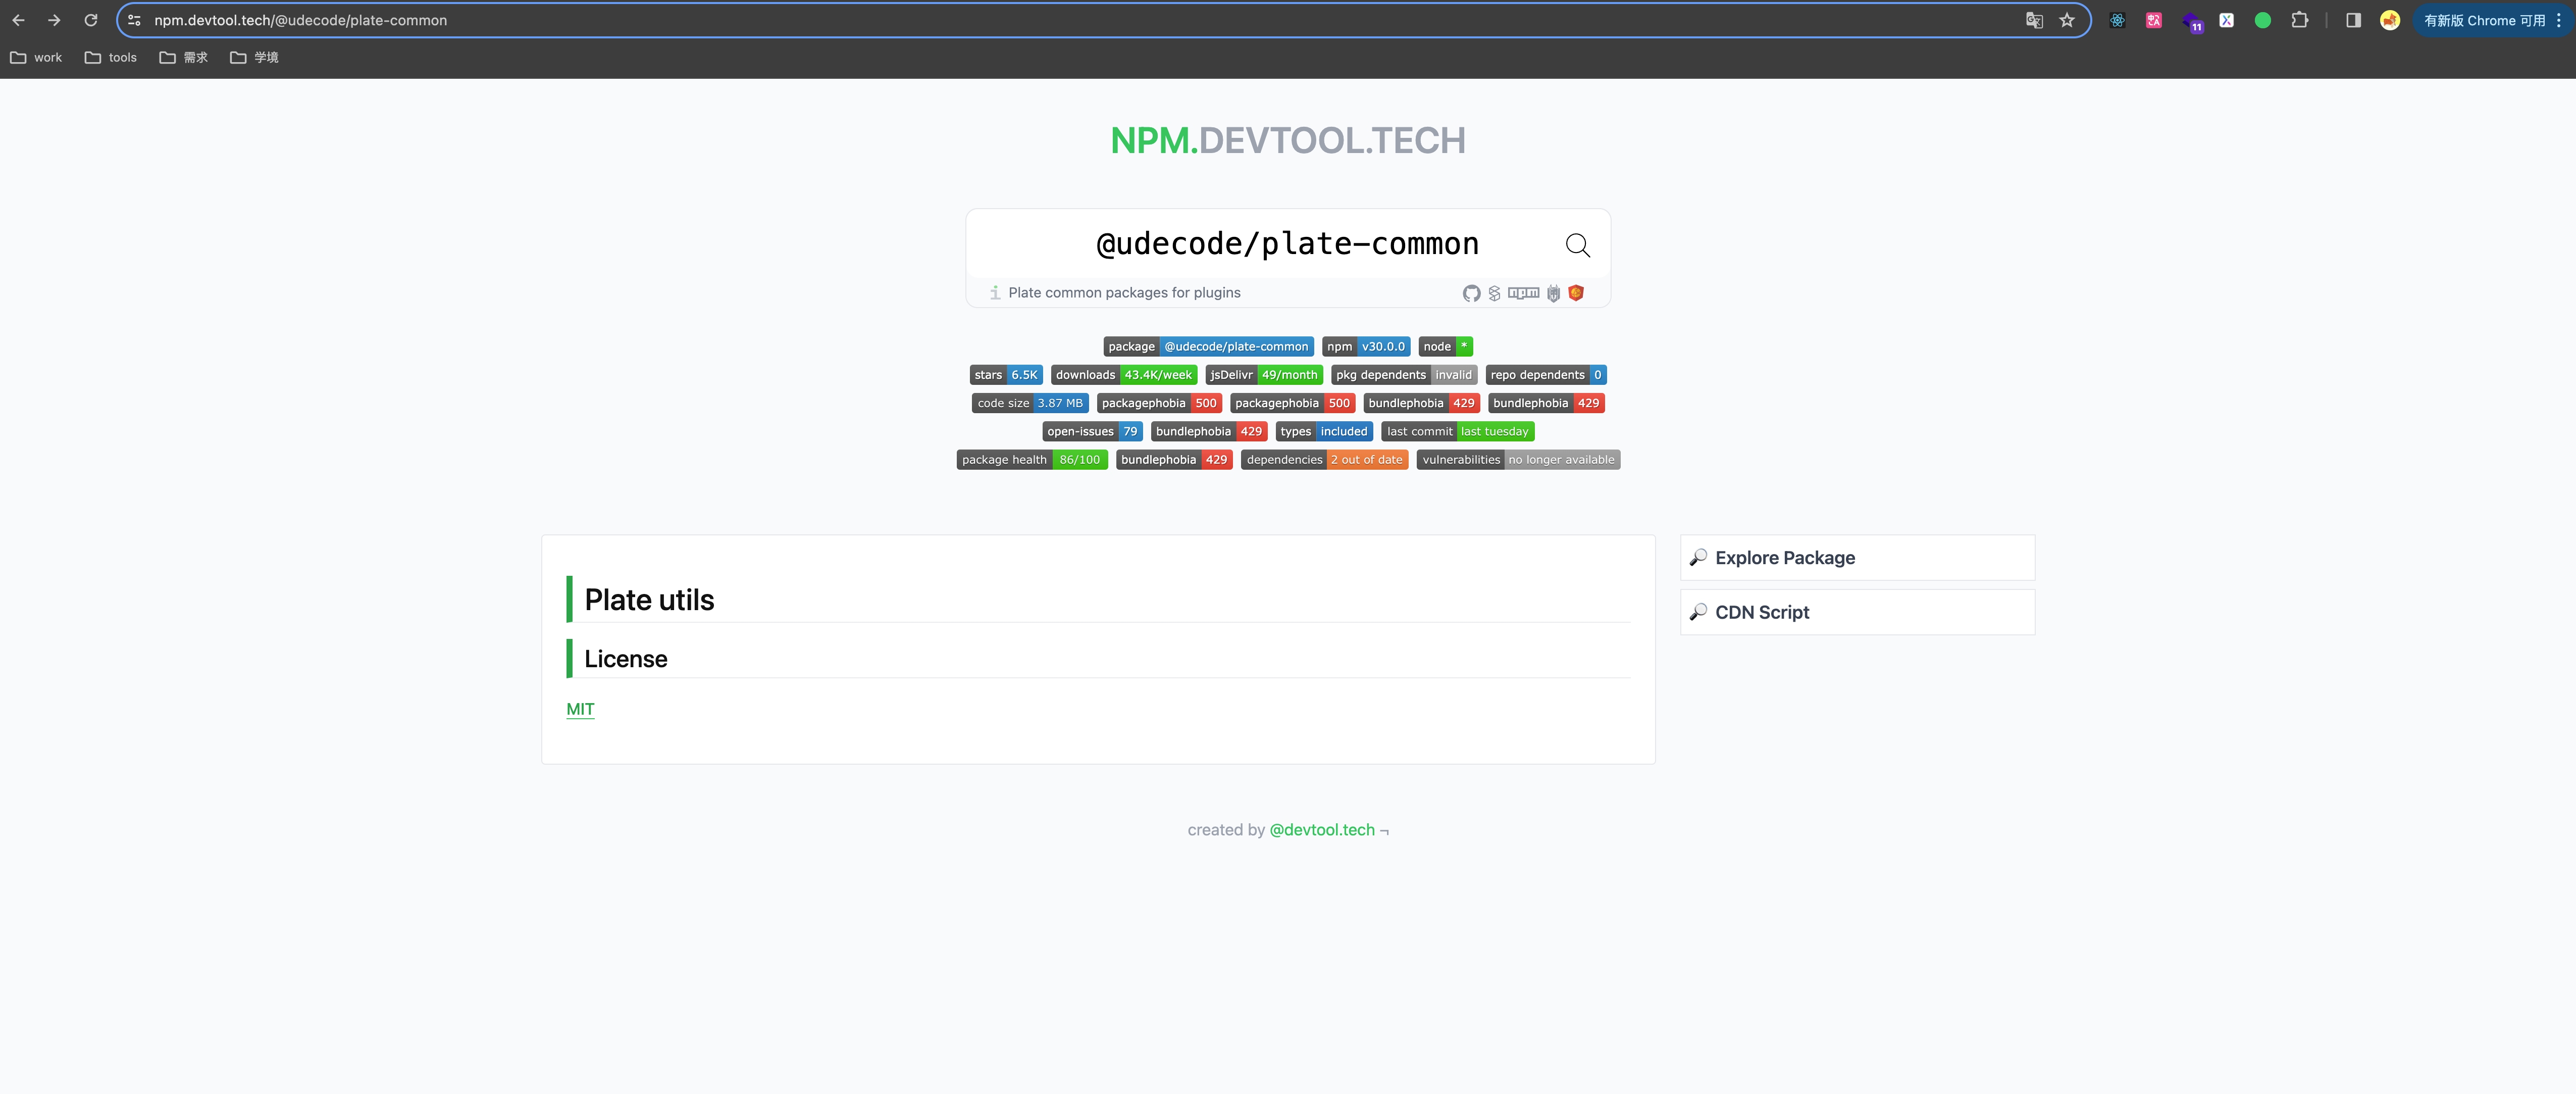 npm.devtool.tech/@udecode/plate-common
11
有新版 Chrome 可用
work
tools
需求
学境
NPM.DEVTOOL.TECH
@udecode/plate-common
i Plate common packages for plugins
npm
package @udecode/plate-common npm v30.0.0 node *
stars 6.5K downloads 43.4K/week jsDelivr 49/month pkg dependents invalid repo dependents 0
code size 3.87 MB packagephobia 500 packagephobia 500 bundlephobia 429 bundlephobia 429
open-issues 79 bundlephobia 429 types included last commit last tuesday
package health 86/100 bundlephobia 429 dependencies 2 out of date vulnerabilities no longer available
Plate utils
License
MIT
🔎 Explore Package
🔎 CDN Script
created by @devtool.tech ¬